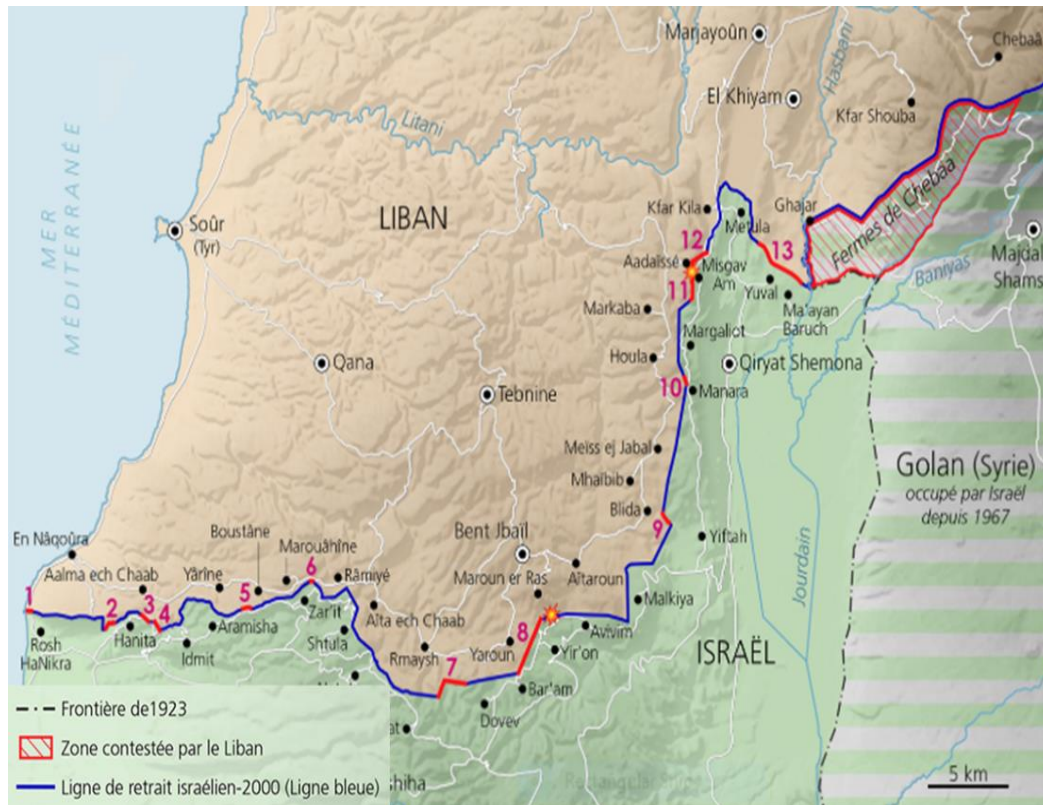 Marjayoûn
Chebaâ
Hasbani
El Khiyam
Kfar Shouba
Litani
MER
MÉDITERRANÉE
Soûr
(Tyr)
LIBAN
Kfar Kila
Metula
Ghajar
Fermes de Chebaa
12
13
Aadaïssé
Misgav
Am
11
Yuval
Ma'ayan
Baruch
Baniyas
Majdal
Shams
Markaba
Margaliot
Houla
Qana
Qiryat Shemona
Tebnine
10
Manara
Meïss ej Jabal
Mhaïbib
Blida
9
Golan (Syrie)
occupé par Israël
depuis 1967
Yiftah
Jourdain
En Nâqoûra
Boustâne
Marouâhîne
Bent Jbaïl
Aalma ech Chaab
Yârîne
6
Râmiyé
Maroun er Ras
Aïtaroun
1
2
3
4
5
Zar'it
Malkiya
Rosh
HaNikra
Hanita
Aramisha
Idmit
Shtula
Aïta ech Chaab
Rmaysh
Yaroun
8
Avivim
Yir'on
ISRAËL
7
Bar'am
Dovev
Frontière de1923
Zone contestée par le Liban
Ligne de retrait israélien-2000 (Ligne bleue)
5 km